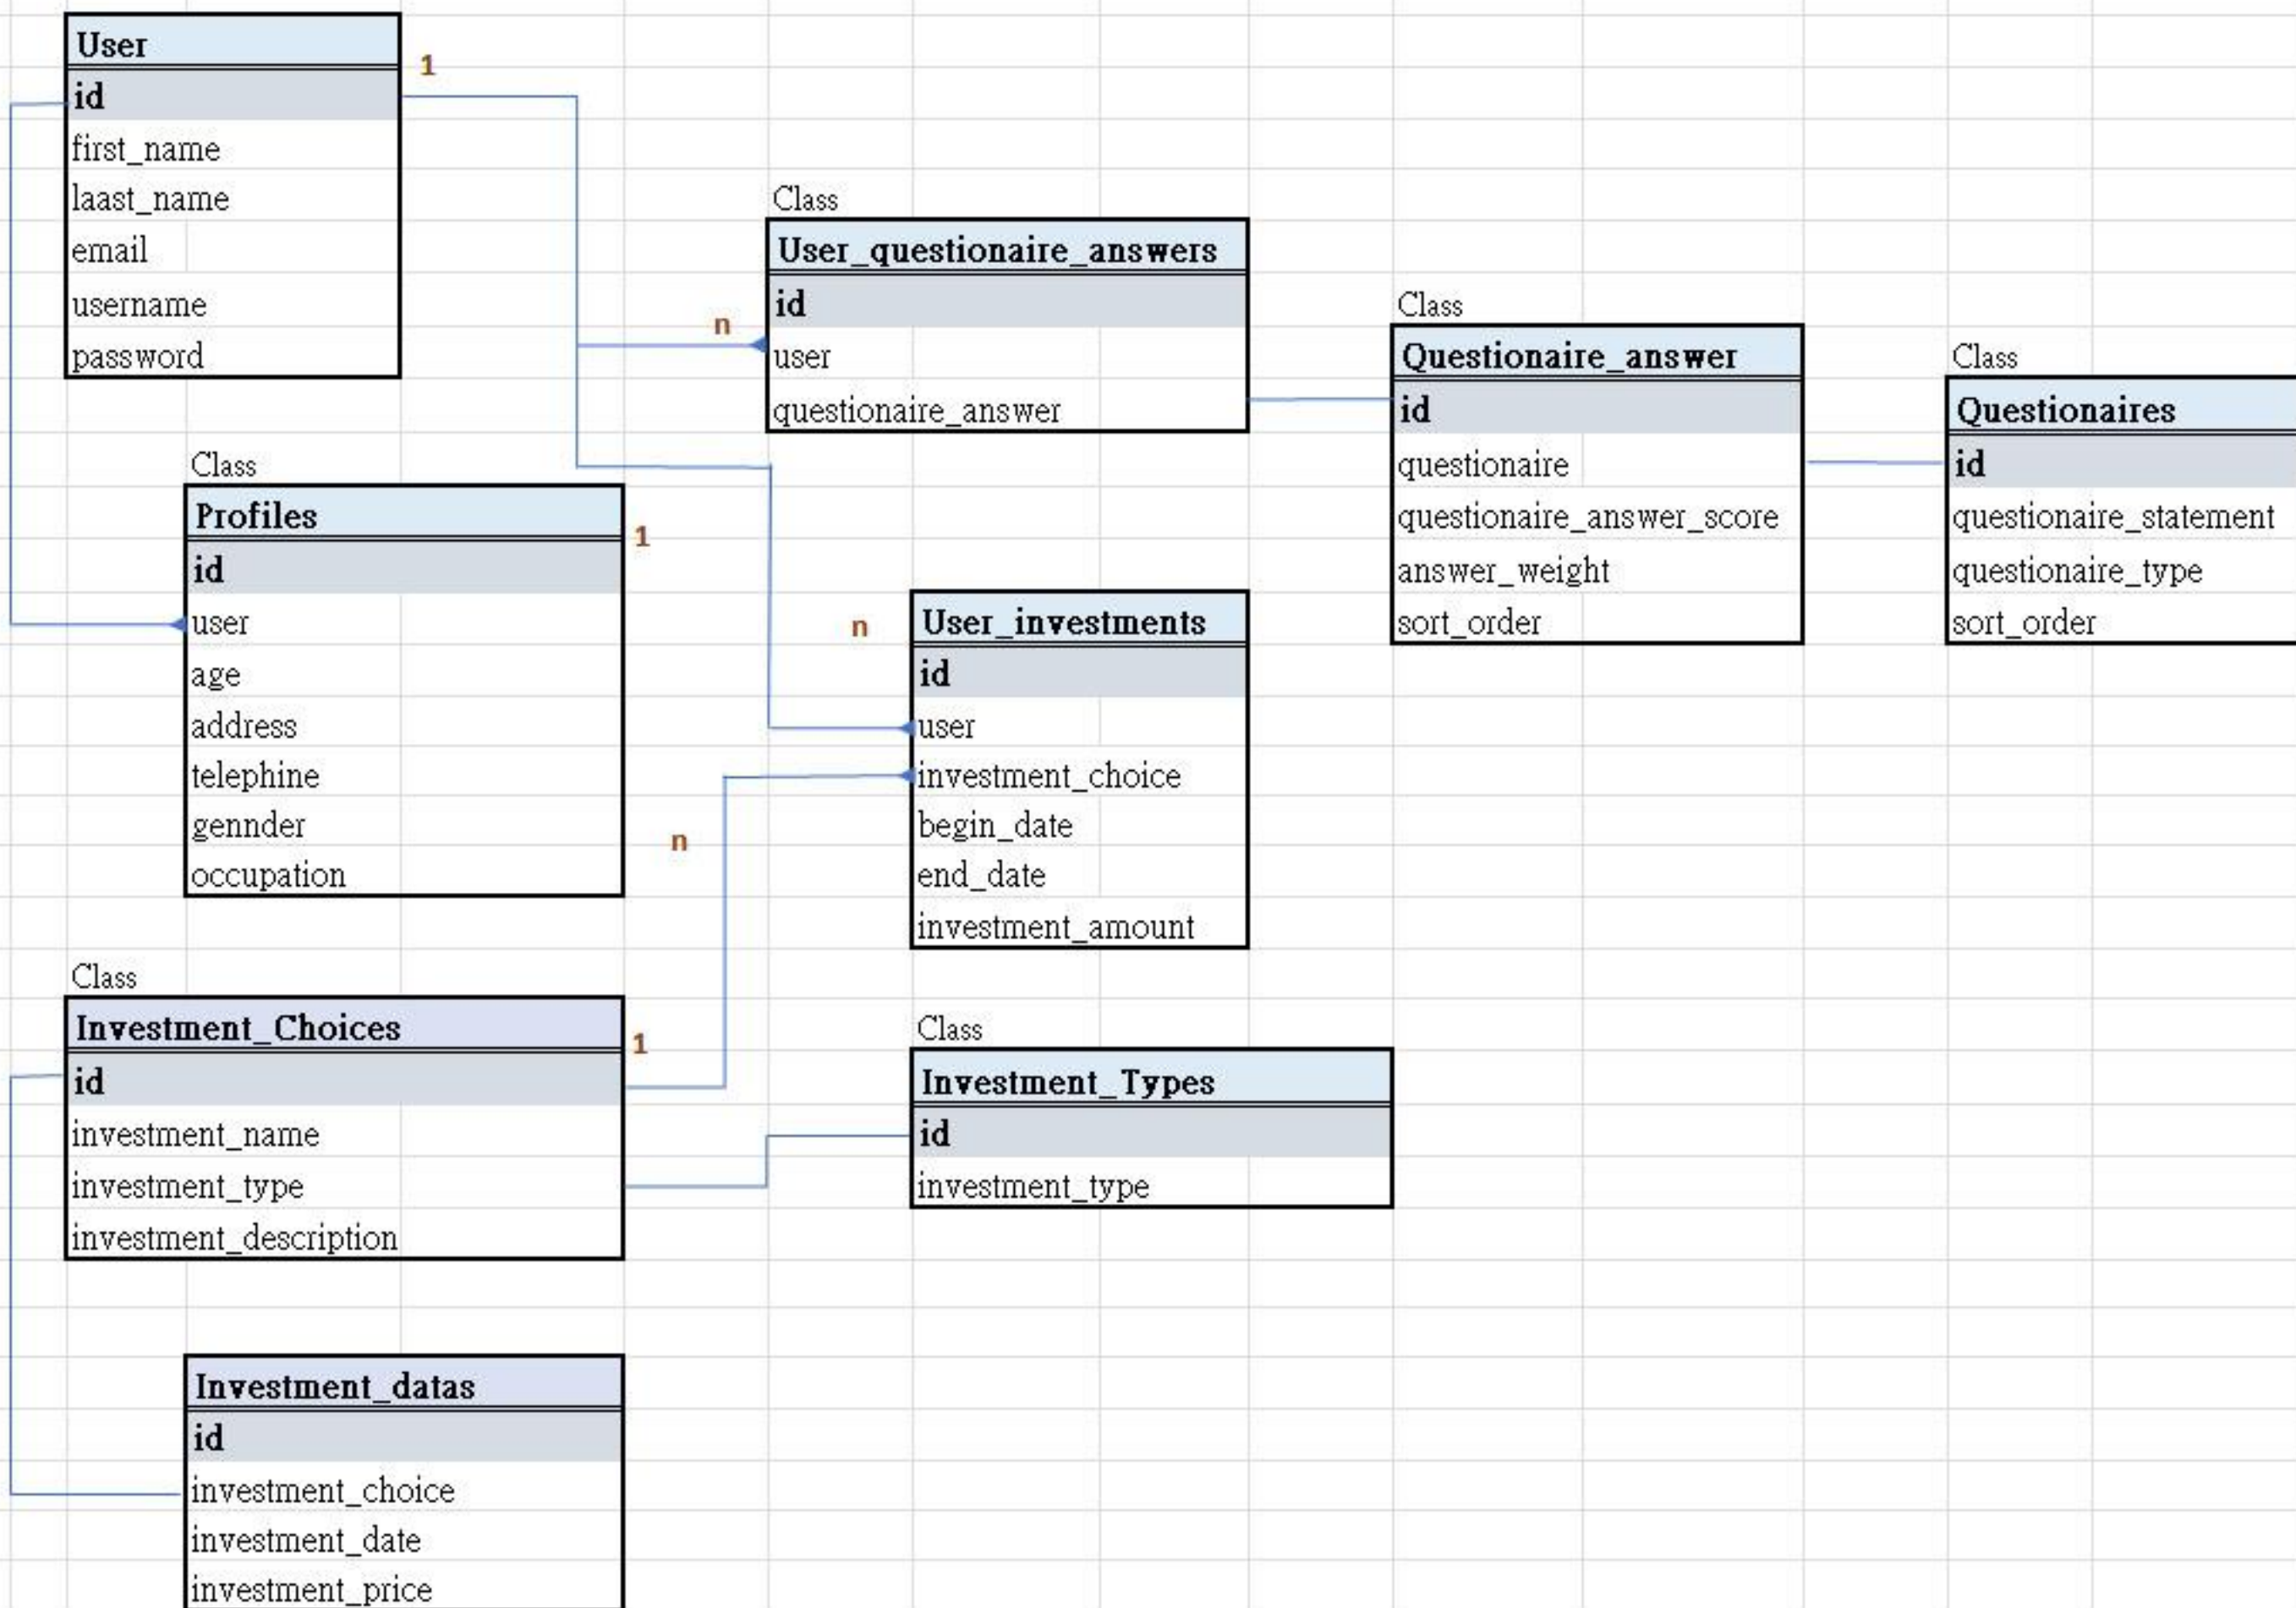 User
id
first_name
laast_name
email
username
password
1
Class
User_questionaire_answers
id
user
questionaire_answer
n
Class
Questionaire_answer
id
questionaire
questionaire_answer_score
answer_weight
sort_order
Class
Questionaires
id
questionaire_statement
questionaire_type
sort_order
Class
Profiles
id
user
age
address
telephine
gennder
occupation
1
n
User_investments
id
user
investment_choice
begin_date
end_date
investment_amount
n
Class
Investment_Choices
id
investment_name
investment_type
investment_description
1
Class
Investment_Types
id
investment_type
Investment_datas
id
investment_choice
investment_date
investment_price